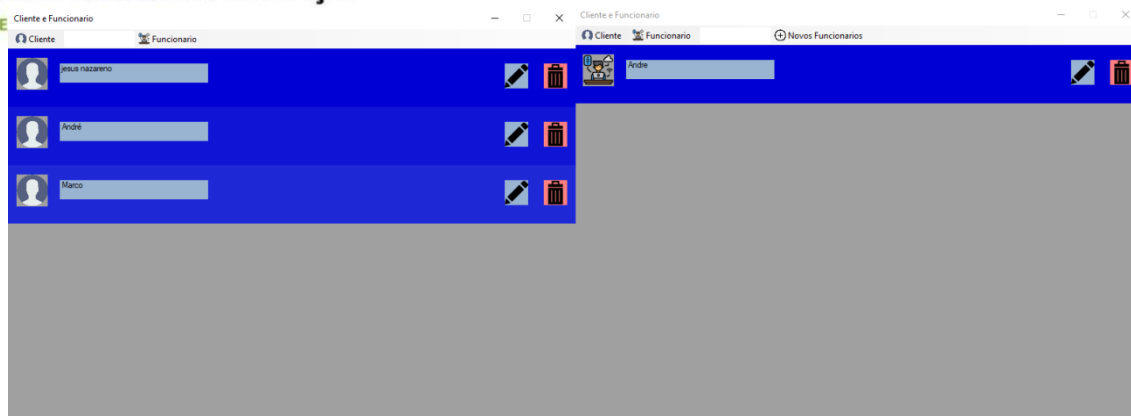 Cliente e Funcionario
Cliente Funcionario
jesus nazareno
André
Marco
Cliente e Funcionario
Cliente Funcionario Novos Funcionarios
Andre